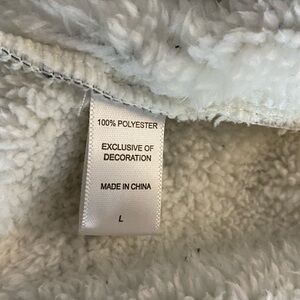 100% POLYESTER
EXCLUSIVE OF
DECORATION
MADE IN CHINA
L